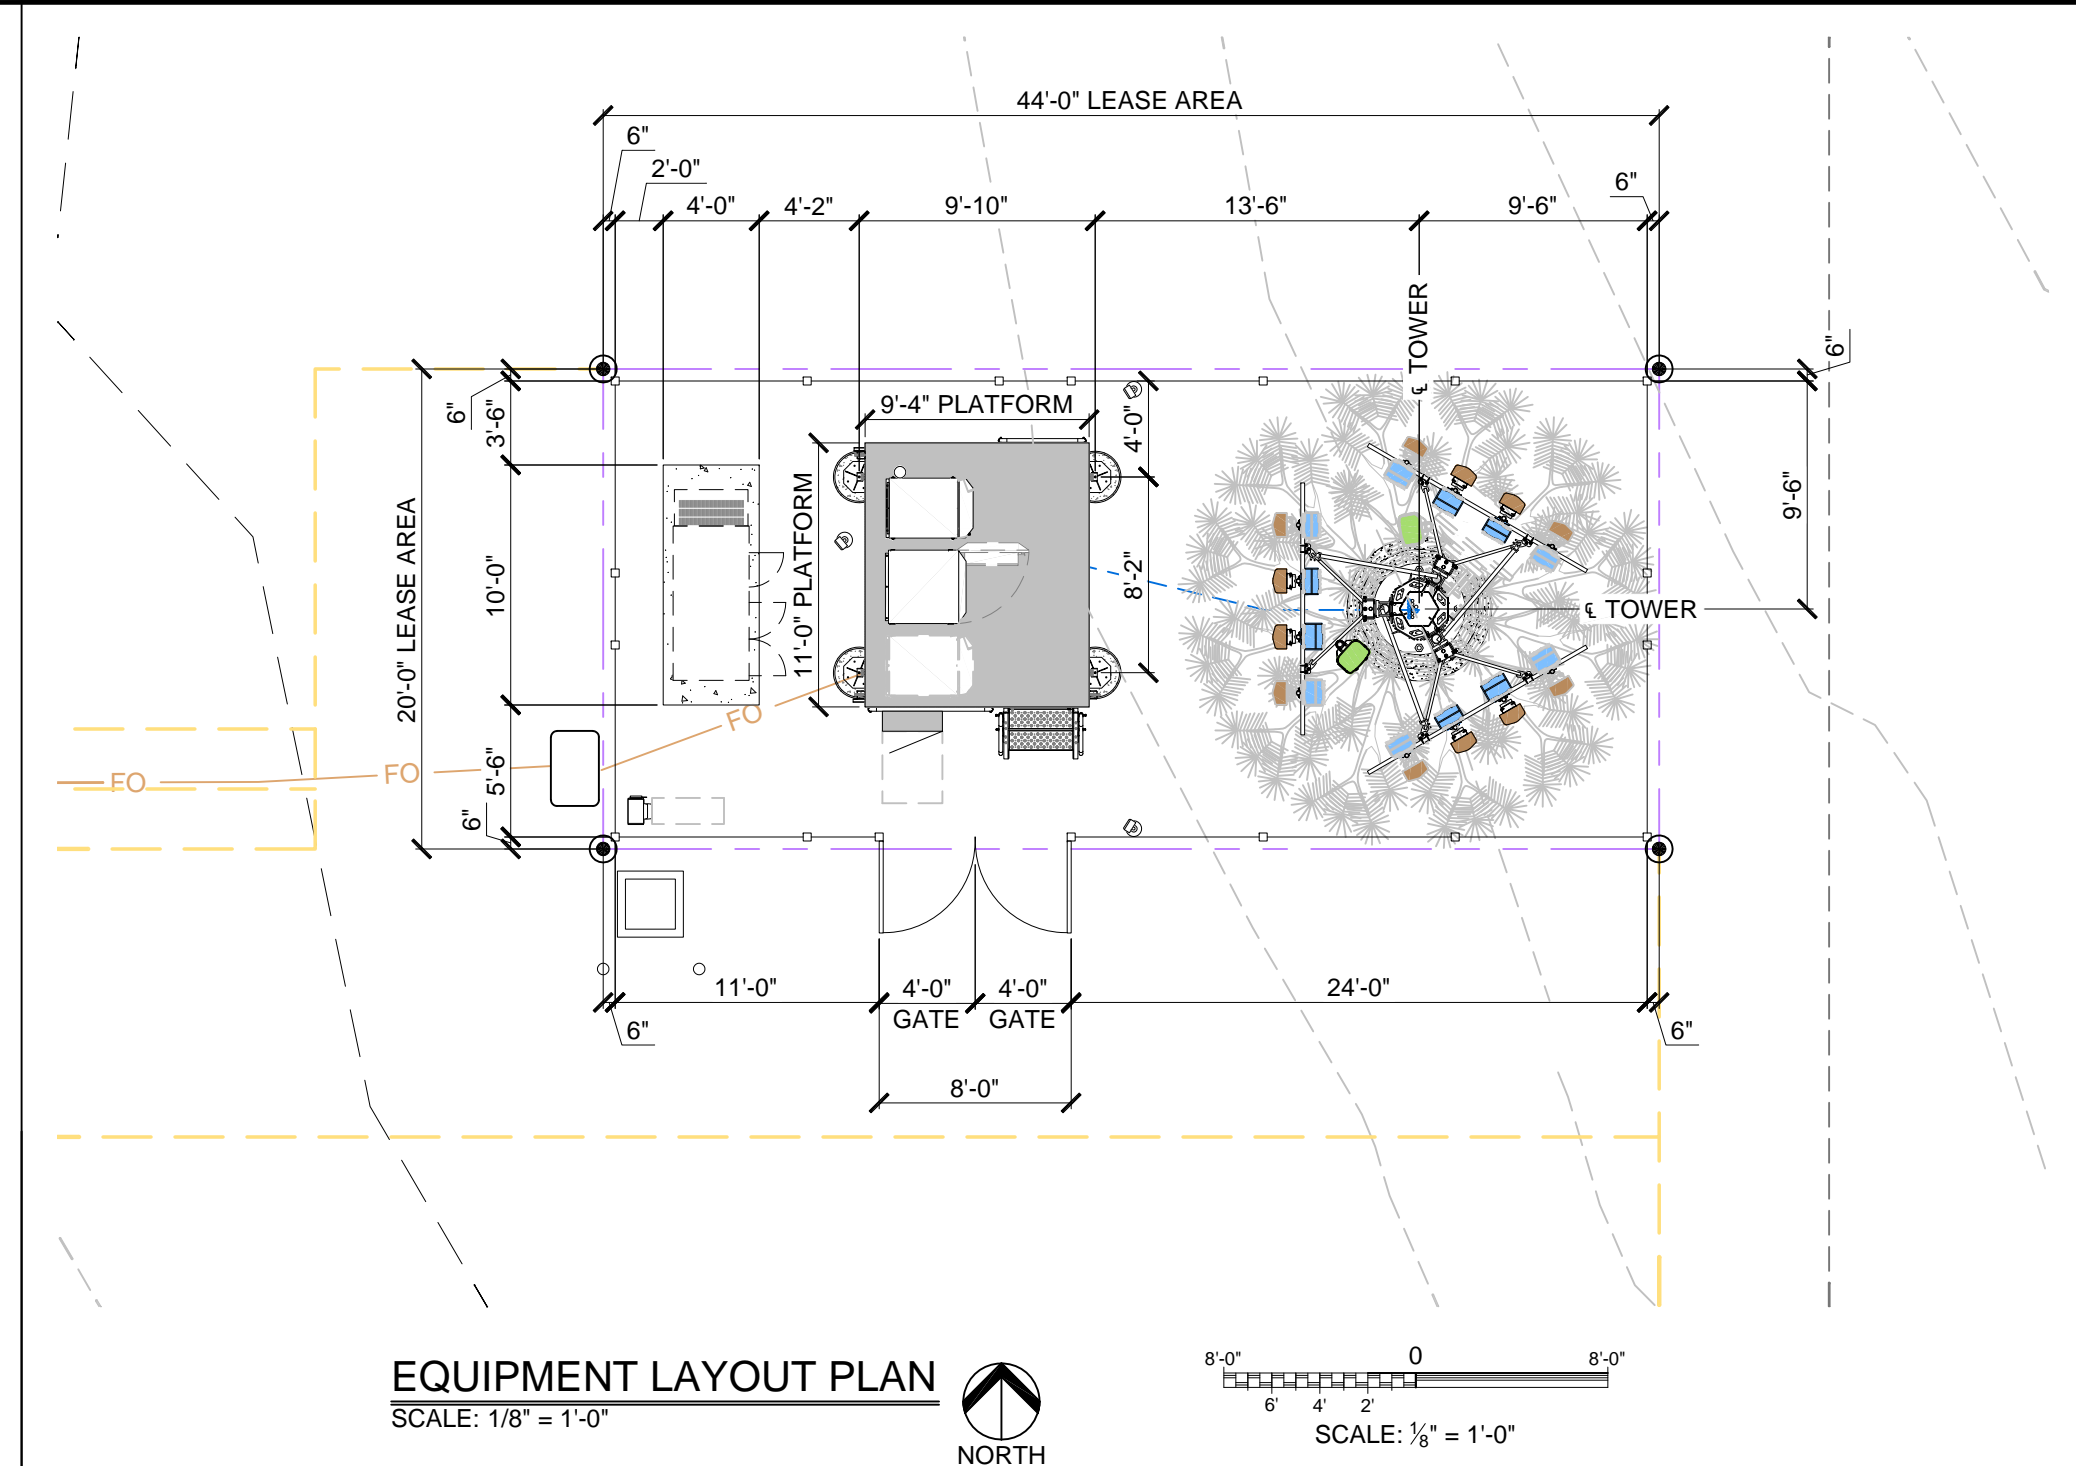 44'-0" LEASE AREA
6"
2'-0"
4'-0"
4'-2"
9'-10"
13'-6"
9'-6"
6"
℄ TOWER
6"
6"
3'-6"
9'-4" PLATFORM
4'-0"
9'-6"
20'-0" LEASE AREA
10'-0"
11'-0" PLATFORM
8'-2"
℄ TOWER
FO
FO
FO
5'-6"
6"
11'-0"
4'-0"
GATE
4'-0"
GATE
24'-0"
6"
6"
8'-0"
EQUIPMENT LAYOUT PLAN
SCALE: 1/8" = 1'-0"
NORTH
8'-0"
0
8'-0"
6'
4'
2'
SCALE: ⅛" = 1'-0"